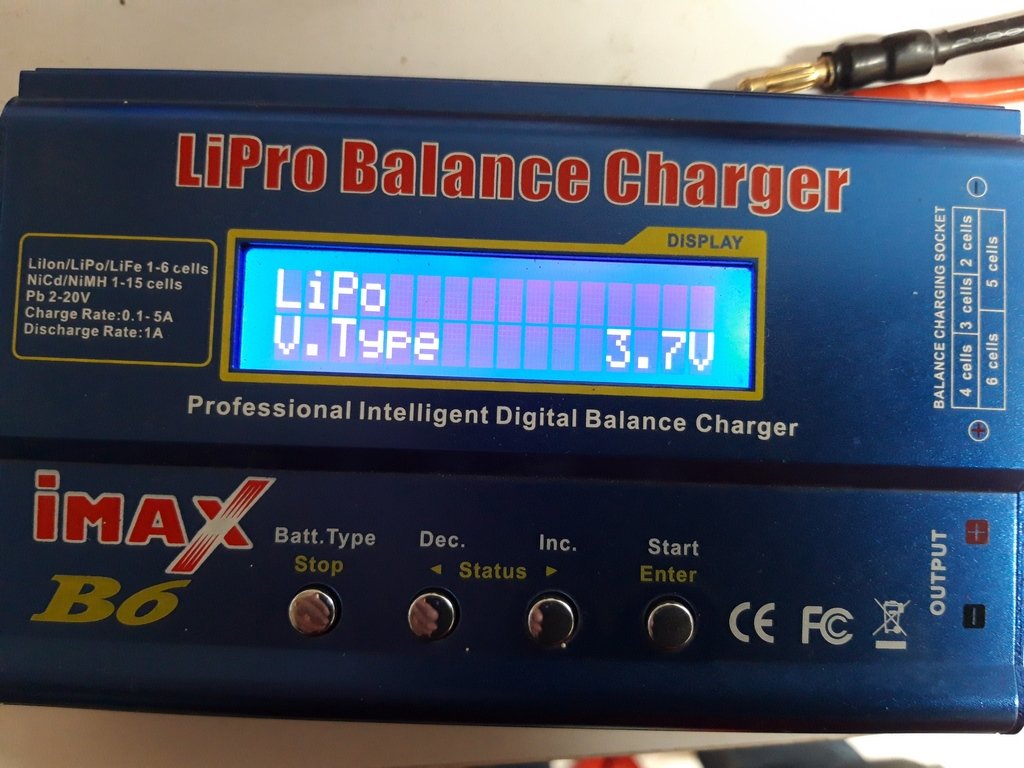 LiPro Balance Charger
DISPLAY
LiIon/LiPo/LiFe 1-6 cells
NiCd/NiMH 1-15 cells
Pb 2-20V
Charge Rate:0.1- 5A
Discharge Rate:1A
LiPo
V.Type 3.7V
Professional Intelligent Digital Balance Charger
BALANCE CHARGING SOCKET
4 cells 3 cells 2 cells
6 cells 5 cells
iMAX
B6
Batt.Type
Stop
Dec.
Inc.
◄ Status ►
Start
Enter
CE FC
OUTPUT
+
-